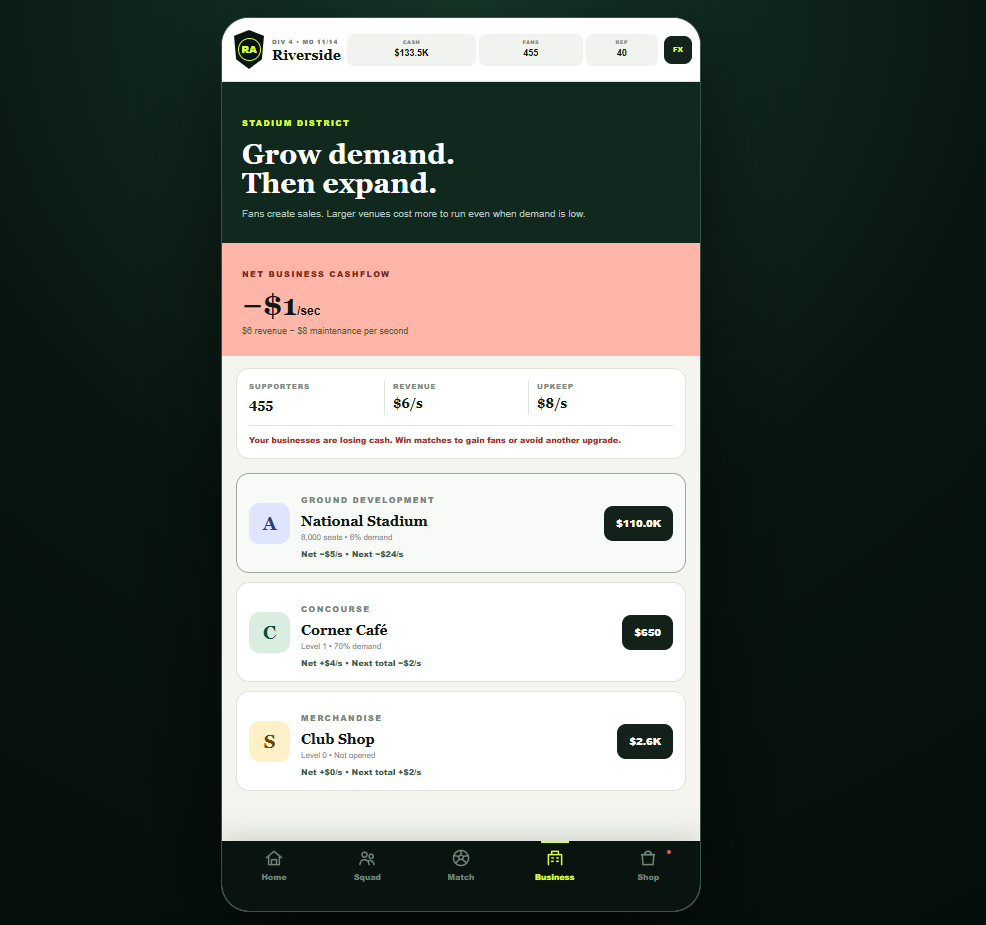 RA
DIV 4 • MD 11/14
Riverside
CASH
$133.5K
FANS
455
REP
40
FX
STADIUM DISTRICT
Grow demand.
Then expand.
Fans create sales. Larger venues cost more to run even when demand is low.
NET BUSINESS CASHFLOW
−$1/sec
$6 revenue − $8 maintenance per second
SUPPORTERS
455
REVENUE
$6/s
UPKEEP
$8/s
Your businesses are losing cash. Win matches to gain fans or avoid another upgrade.
A
GROUND DEVELOPMENT
National Stadium
8,000 seats • 6% demand
Net −$5/s • Next −$24/s
$110.0K
C
CONCOURSE
Corner Café
Level 1 • 70% demand
Net +$4/s • Next total −$2/s
$650
S
MERCHANDISE
Club Shop
Level 0 • Not opened
Net +$0/s • Next total +$2/s
$2.6K
Home
Squad
Match
Business
Shop